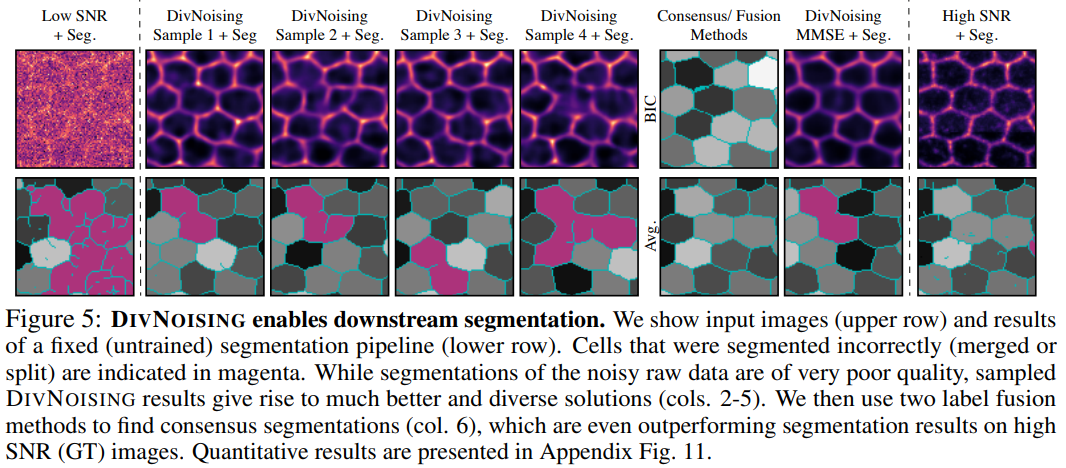 Low SNR
+ Seg.
DivNoising
Sample 1 + Seg
DivNoising
Sample 2 + Seg.
DivNoising
Sample 3 + Seg.
DivNoising
Sample 4 + Seg.
Consensus/ Fusion
Methods
DivNoising
MMSE + Seg.
High SNR
+ Seg.
BIC
Avg.
Figure 5: DIVNOISING enables downstream segmentation. We show input images (upper row) and results
of a fixed (untrained) segmentation pipeline (lower row). Cells that were segmented incorrectly (merged or
split) are indicated in magenta. While segmentations of the noisy raw data are of very poor quality, sampled
DIVNOISING results give rise to much better and diverse solutions (cols. 2-5). We then use two label fusion
methods to find consensus segmentations (col. 6), which are even outperforming segmentation results on high
SNR (GT) images. Quantitative results are presented in Appendix Fig. 11.